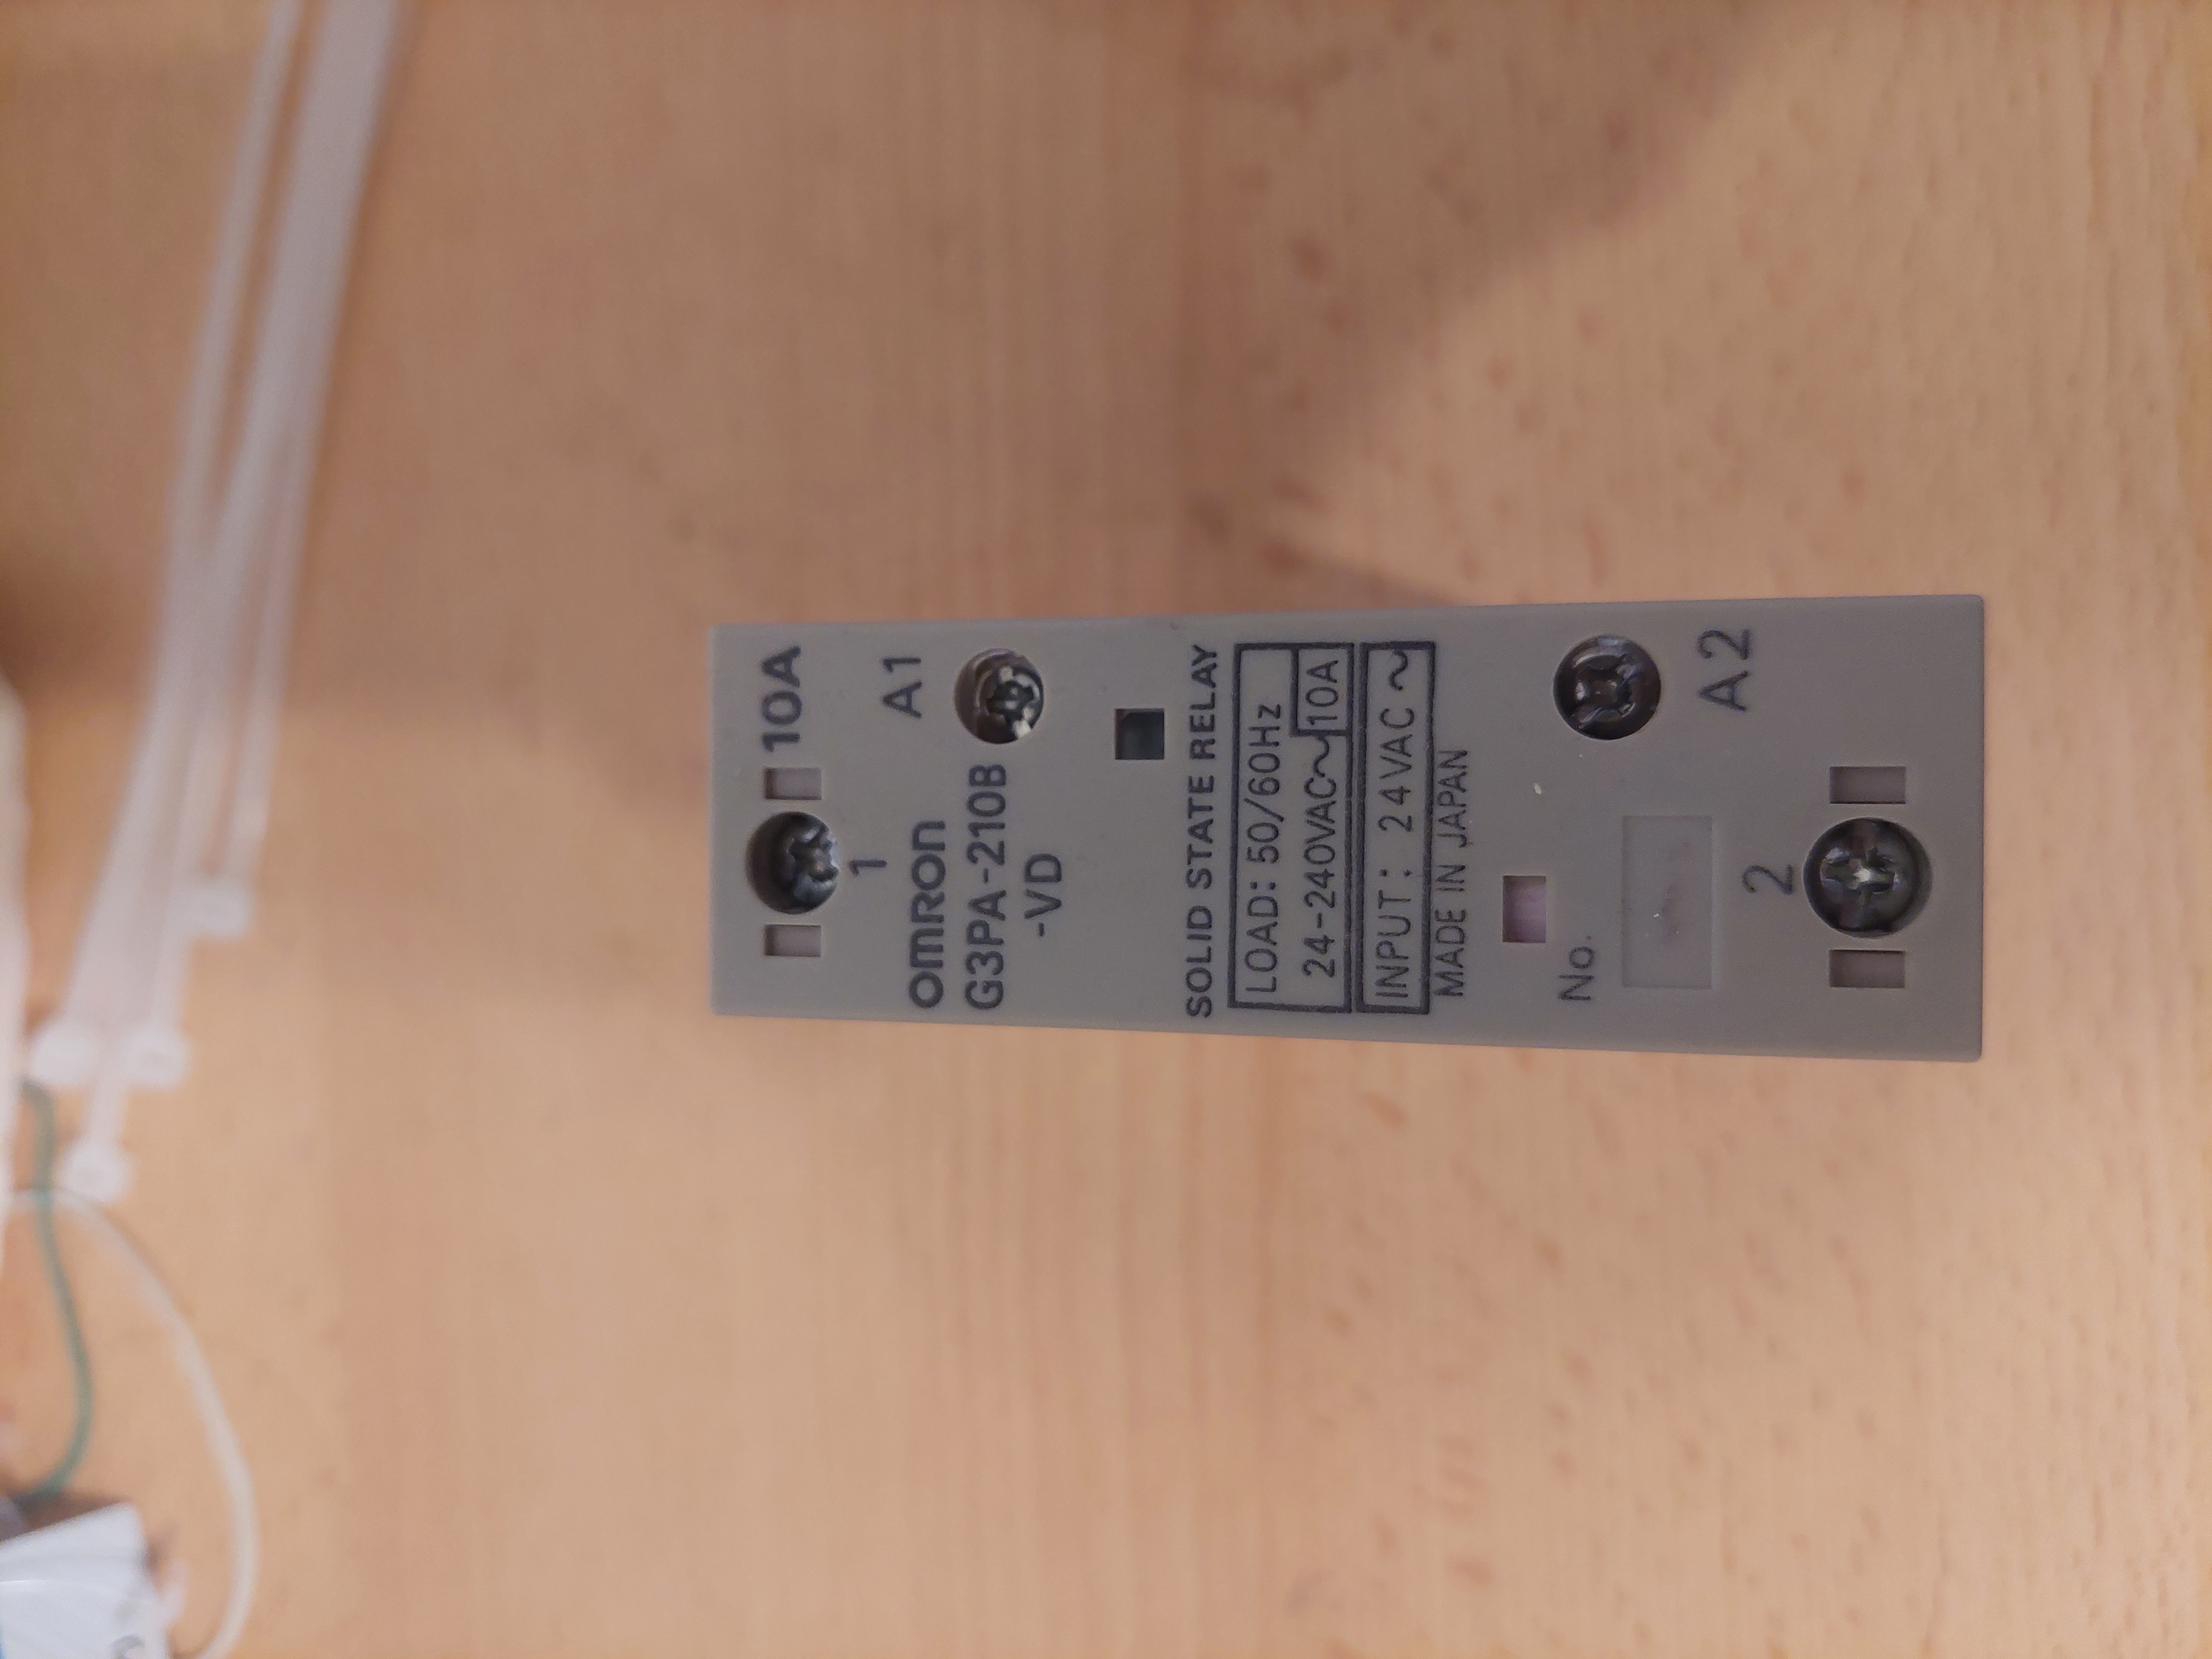 10A
1
A1
OMRON
G3PA-210B
-VD
SOLID STATE RELAY
LOAD: 50/60Hz
24-240VAC~ 10A
INPUT: 24VAC~
MADE IN JAPAN
No.
A2
2